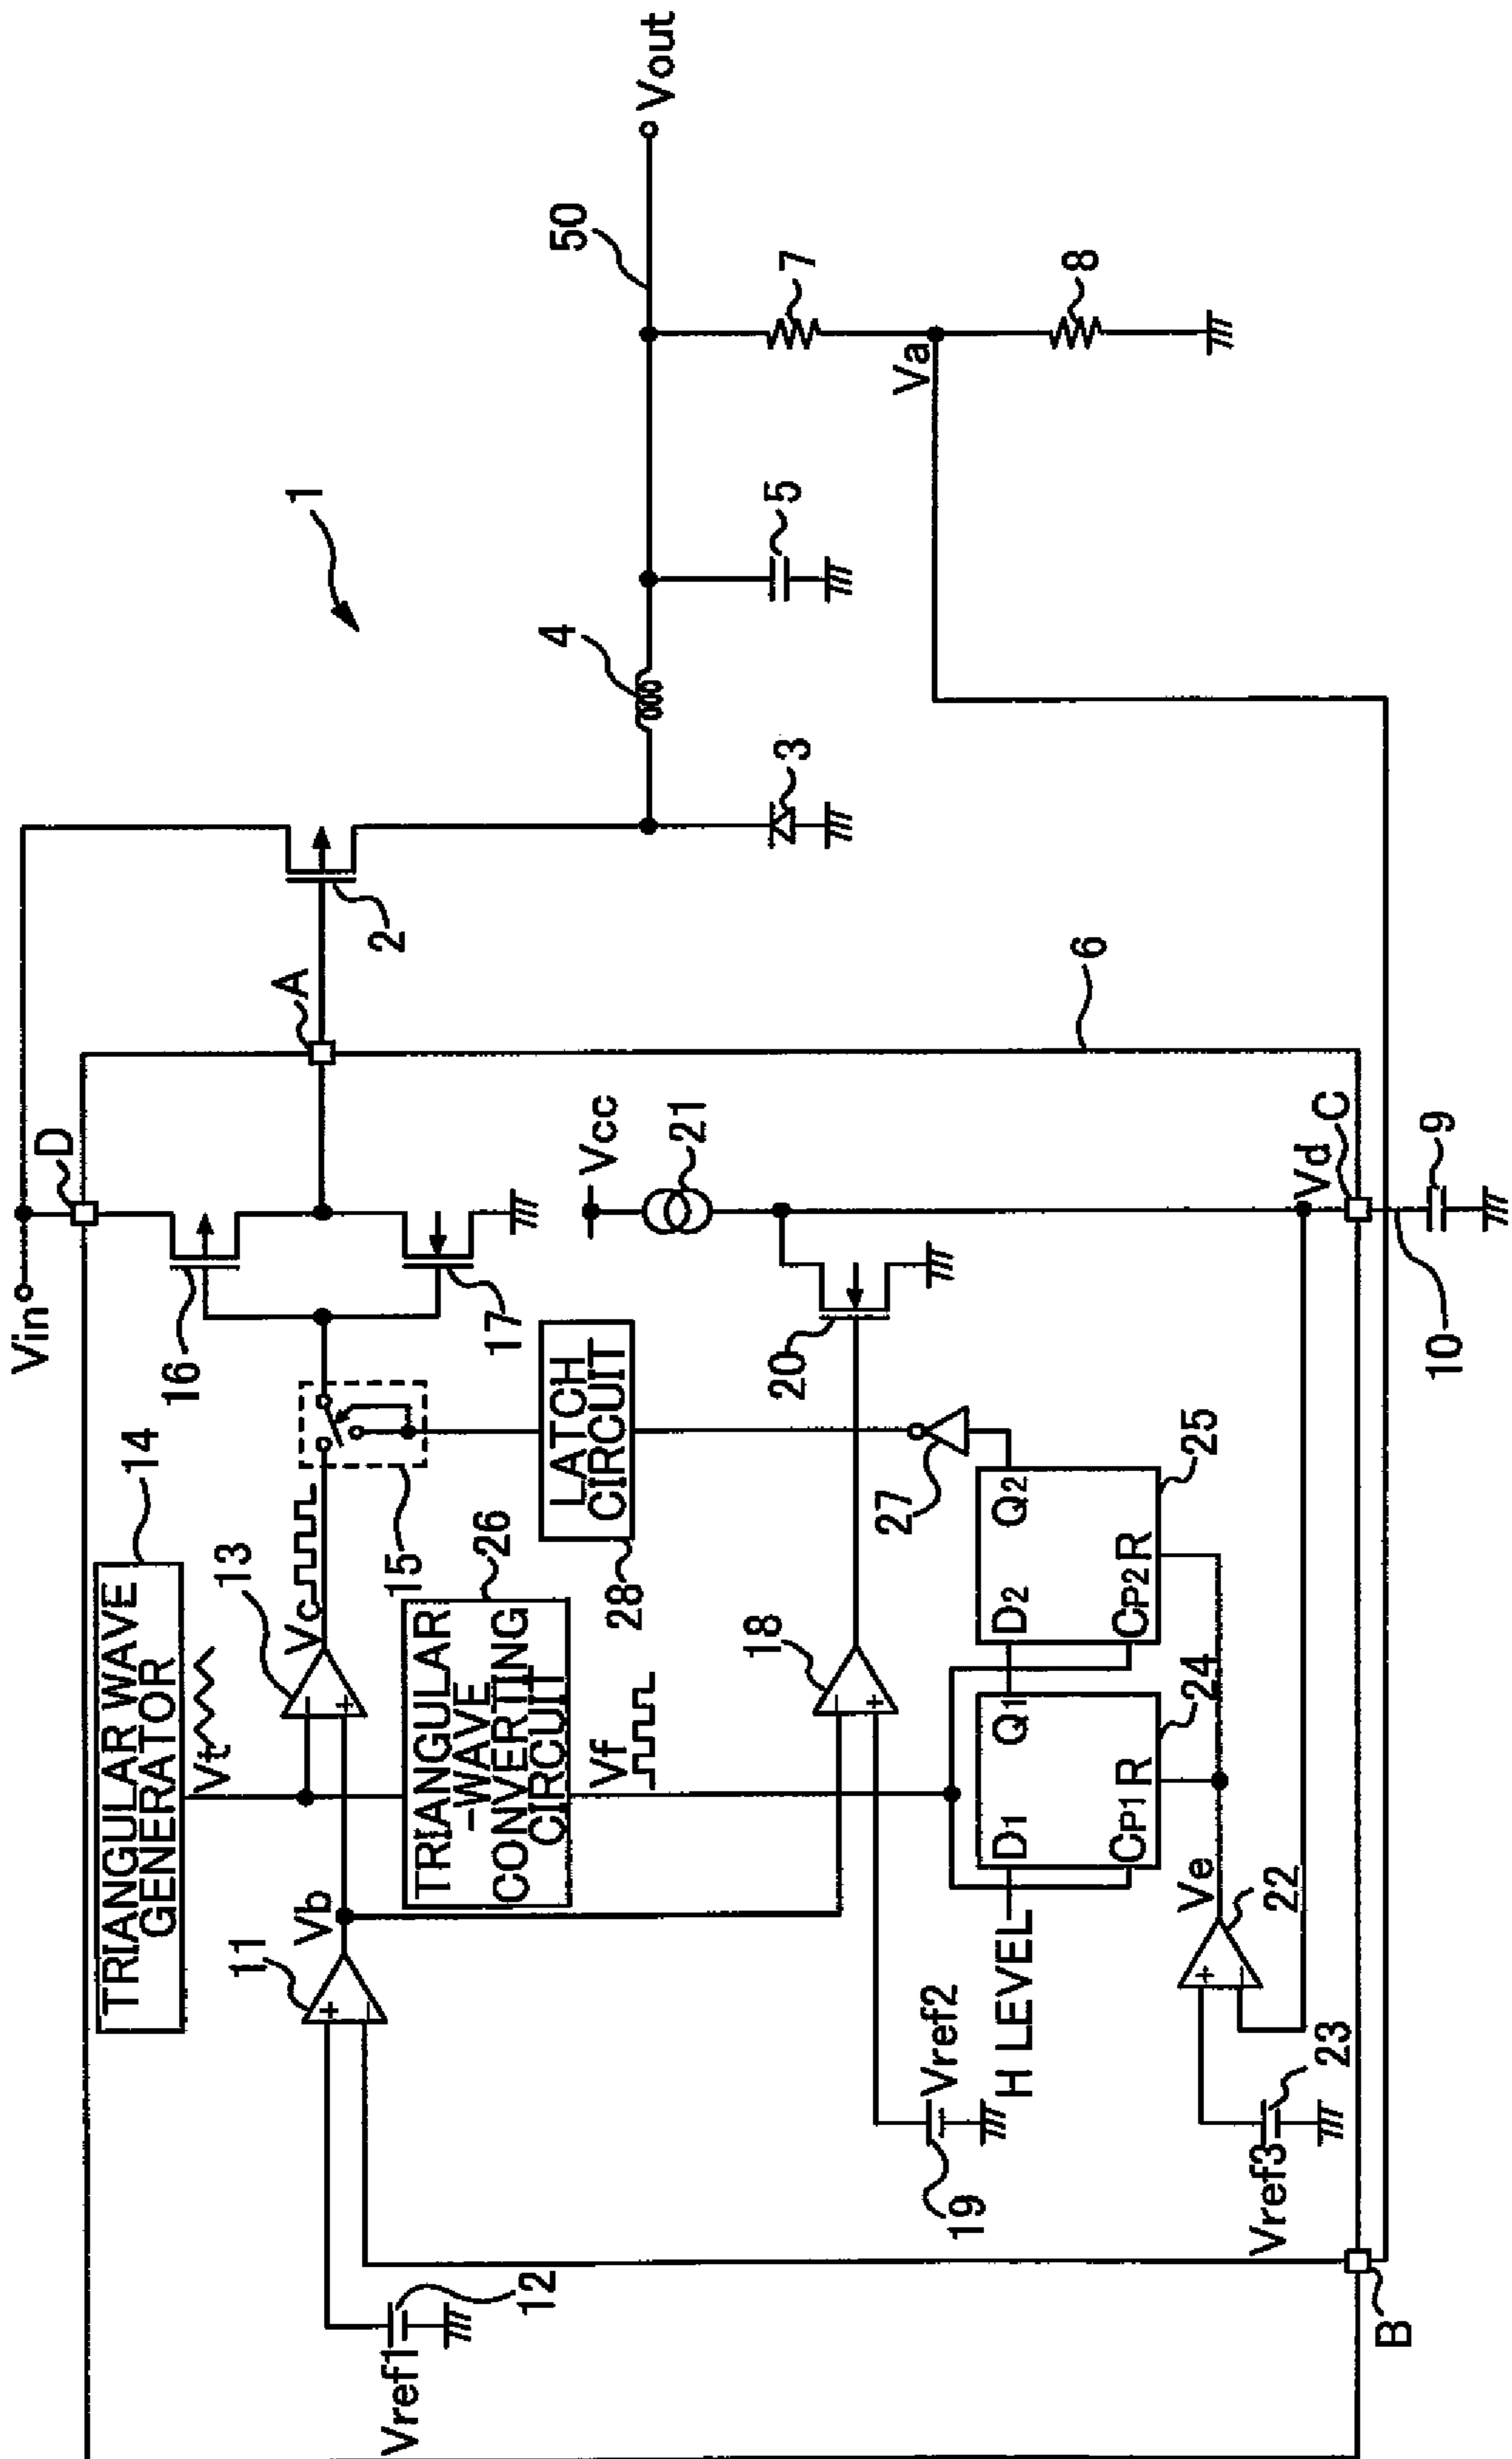 Vin
D
A
1
2
3
4
5
50
Vout
7
Va
8
6
TRIANGULAR WAVE
GENERATOR
14
Vt
16
17
Vcc
21
11
Vb
13
Vc
15
Vref1
12
TRIANGULAR
-WAVE
CONVERTING
CIRCUIT
26
Vf
LATCH
CIRCUIT
28
18
20
27
Vref2
19
H LEVEL
D1
Q1
CP1
R
24
D2
Q2
CP2
R
25
Ve
22
Vref3
23
Vd
C
10
9
B